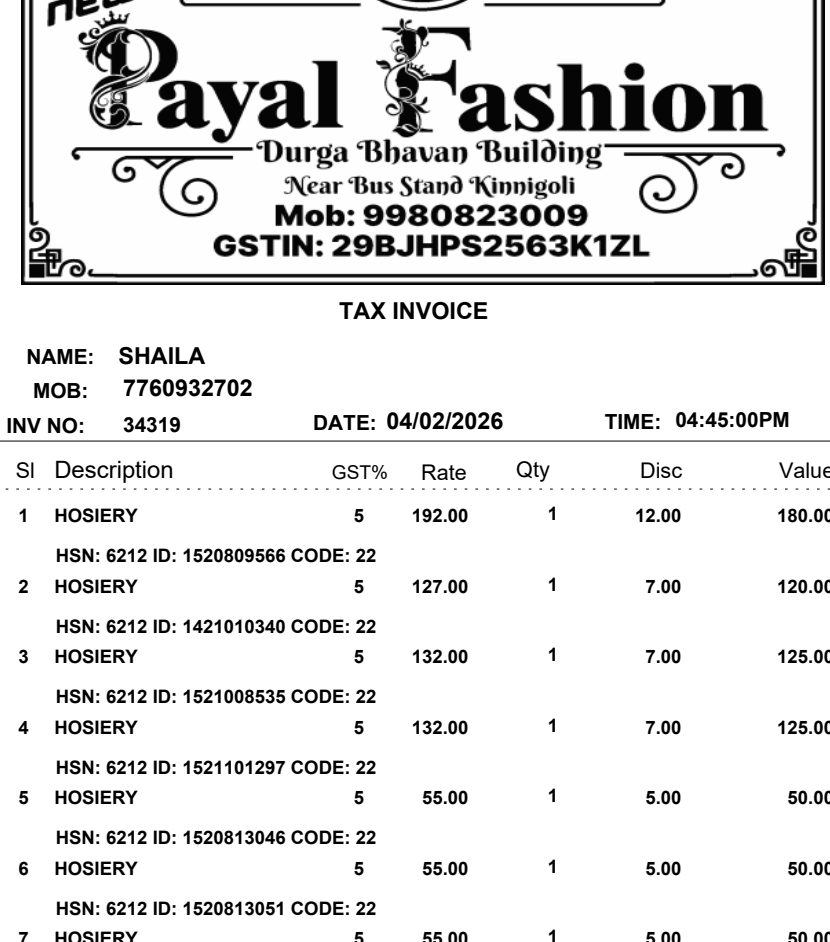 new
Payal Fashion
Durga Bhavan Building
Near Bus Stand Kinnigoli
Mob: 9980823009
GSTIN: 29BJHPS2563K1ZL
TAX INVOICE
NAME: SHAILA
MOB: 7760932702
INV NO: 34319 DATE: 04/02/2026 TIME: 04:45:00PM
Sl Description GST% Rate Qty Disc Value
1 HOSIERY 5 192.00 1 12.00 180.00
HSN: 6212 ID: 1520809566 CODE: 22
2 HOSIERY 5 127.00 1 7.00 120.00
HSN: 6212 ID: 1421010340 CODE: 22
3 HOSIERY 5 132.00 1 7.00 125.00
HSN: 6212 ID: 1521008535 CODE: 22
4 HOSIERY 5 132.00 1 7.00 125.00
HSN: 6212 ID: 1521101297 CODE: 22
5 HOSIERY 5 55.00 1 5.00 50.00
HSN: 6212 ID: 1520813046 CODE: 22
6 HOSIERY 5 55.00 1 5.00 50.00
HSN: 6212 ID: 1520813051 CODE: 22
7 HOSIERY 5 55.00 1 5.00 50.00